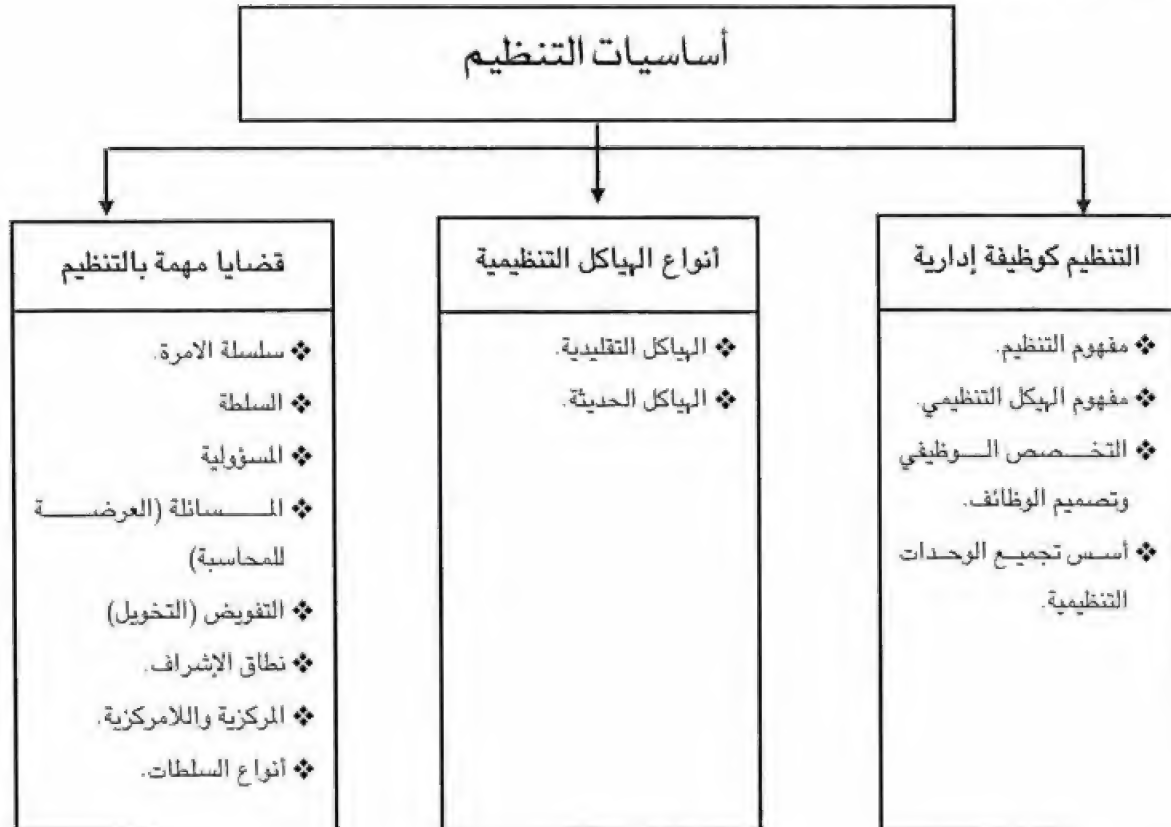 أساسيات التنظيم
التنظيم كوظيفة إدارية
❖ مفهوم التنظيم.
❖ مفهوم الهيكل التنظيمي.
❖ التخصص الوظيفي
وتصميم الوظائف.
❖ أسس تجميع الوحدات
التنظيمية.
أنواع الهياكل التنظيمية
❖ الهياكل التقليدية.
❖ الهياكل الحديثة.
قضايا مهمة بالتنظيم
❖ سلسلة الامرة.
❖ السلطة
❖ المسؤولية
❖ المسائلة (العرضة
للمحاسبة)
❖ التفويض (التخويل)
❖ نطاق الإشراف.
❖ المركزية واللامركزية.
❖ أنواع السلطات.